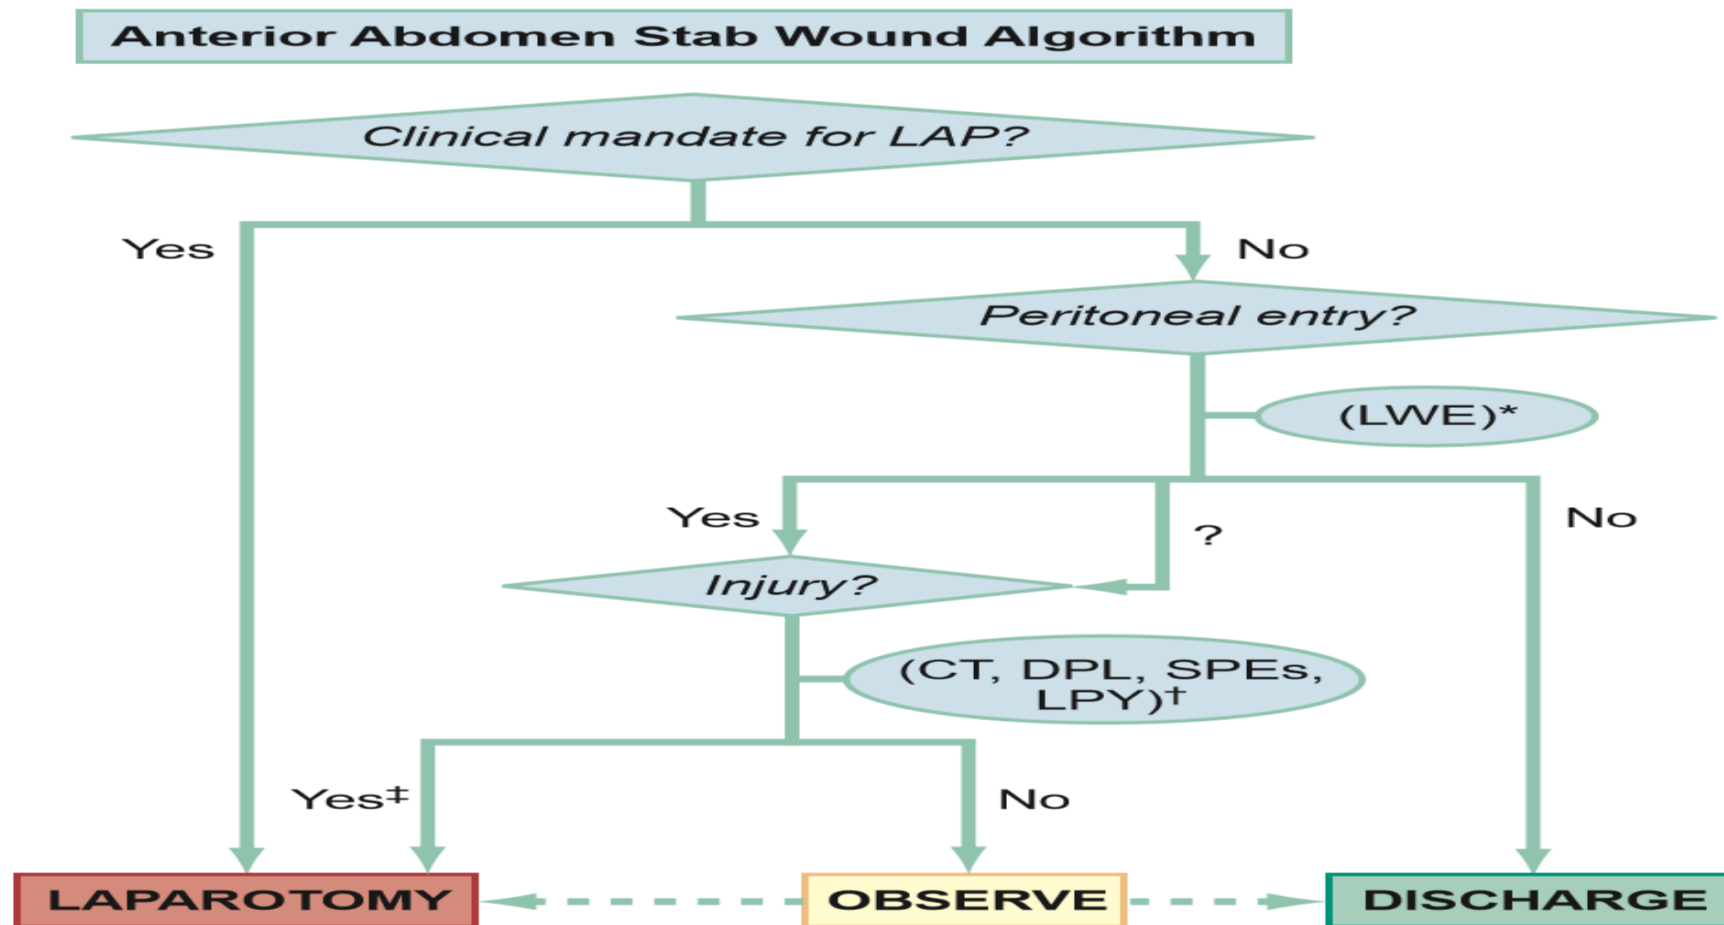 Anterior Abdomen Stab Wound Algorithm
Clinical mandate for LAP?
Yes
No
Peritoneal entry?
(LWE)*
Yes
?
No
Injury?
(CT, DPL, SPEs,
LPY)†
Yes‡
No
LAPAROTOMY
OBSERVE
DISCHARGE